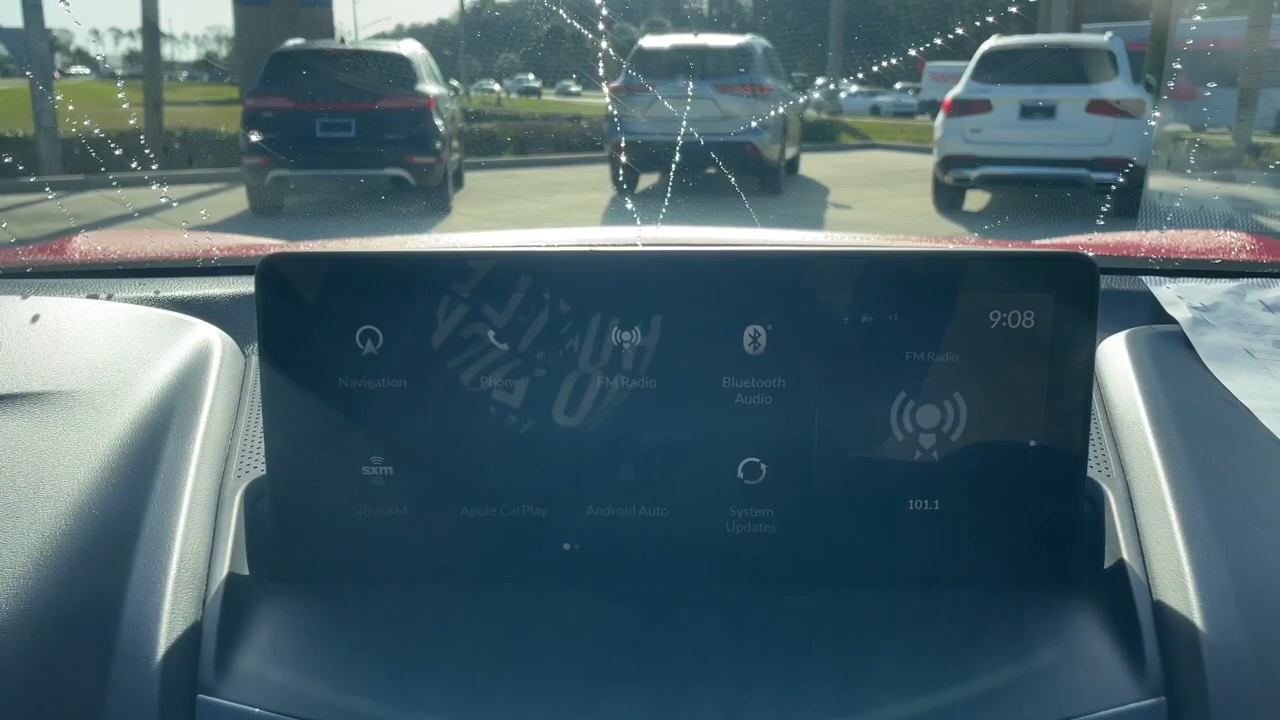 9:08
Navigation
Phone
FM Radio
Bluetooth
Audio
FM Radio
sxm
SiriusXM
Apple CarPlay
Android Auto
System
Updates
101.1